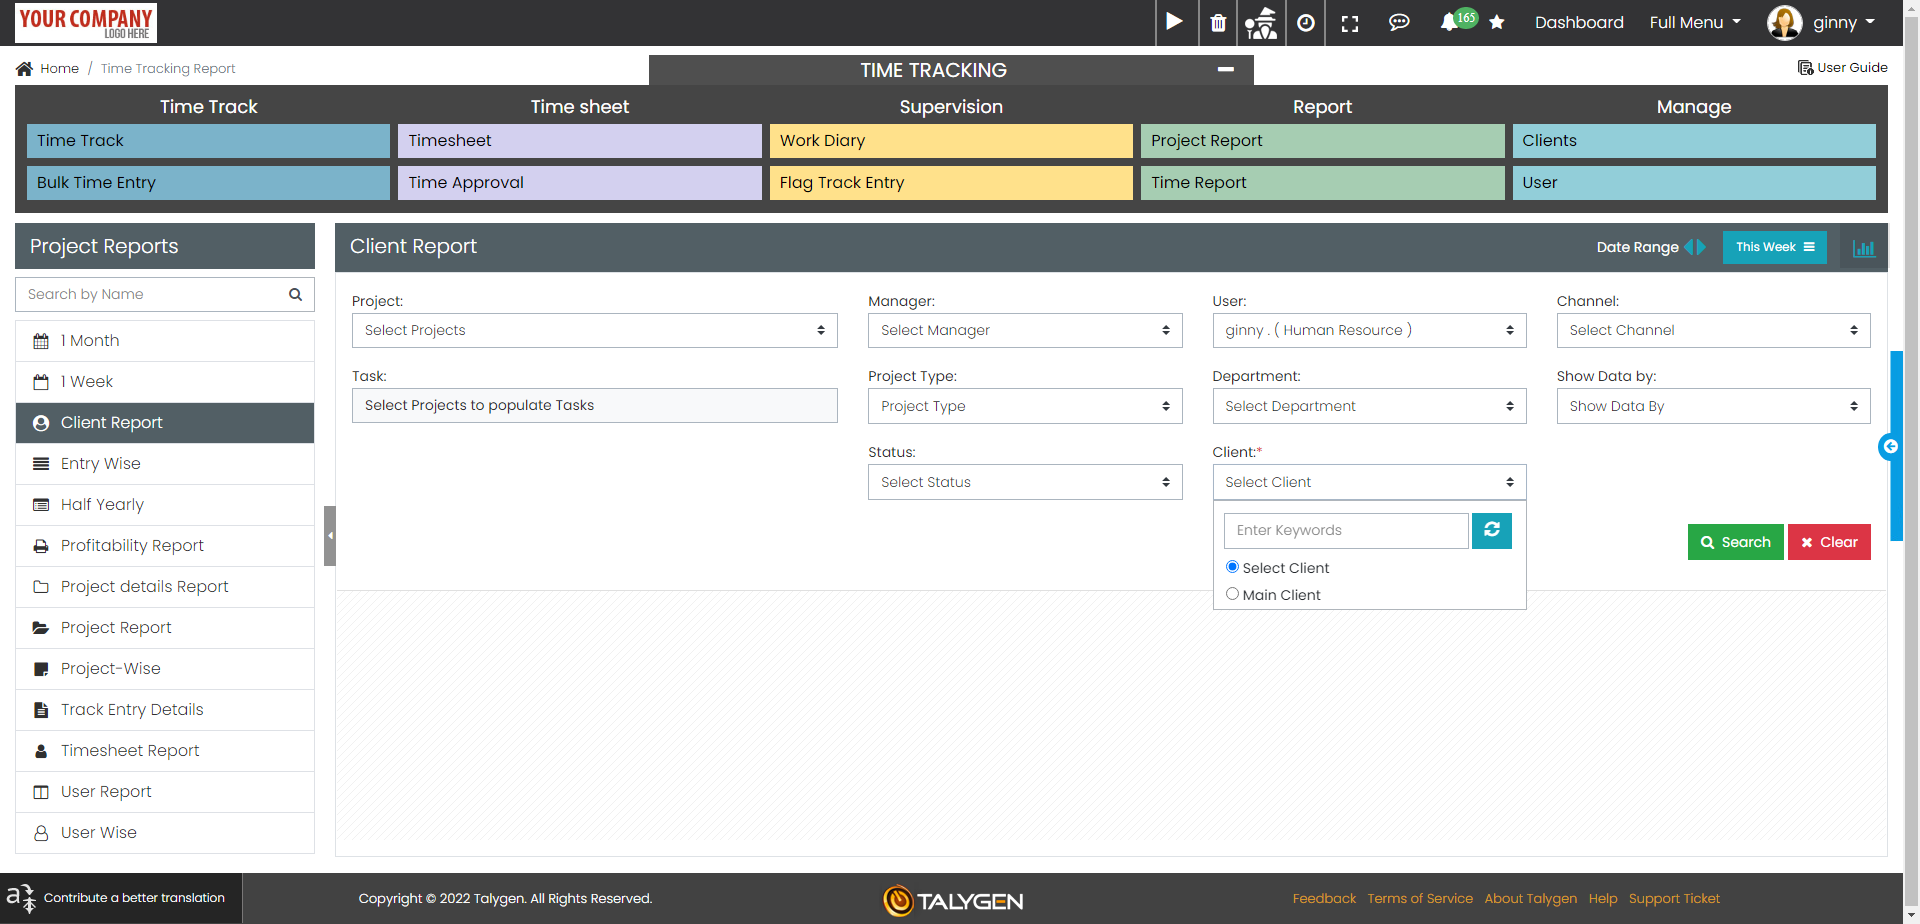 YOUR COMPANY
LOGO HERE
165
Dashboard
Full Menu
ginny
Home / Time Tracking Report
TIME TRACKING
User Guide
Time Track
Time sheet
Supervision
Report
Manage
Time Track
Timesheet
Work Diary
Project Report
Clients
Bulk Time Entry
Time Approval
Flag Track Entry
Time Report
User
Project Reports
Search by Name
1 Month
1 Week
Client Report
Entry Wise
Half Yearly
Profitability Report
Project details Report
Project Report
Project-Wise
Track Entry Details
Timesheet Report
User Report
User Wise
Client Report
Date Range
This Week
Project:
Select Projects
Manager:
Select Manager
User:
ginny . ( Human Resource )
Channel:
Select Channel
Task:
Select Projects to populate Tasks
Project Type:
Project Type
Department:
Select Department
Show Data by:
Show Data By
Status:
Select Status
Client:*
Select Client
Enter Keywords
Select Client
Main Client
Search
Clear
Contribute a better translation
Copyright © 2022 Talygen. All Rights Reserved.
TALYGEN
Feedback
Terms of Service
About Talygen
Help
Support Ticket